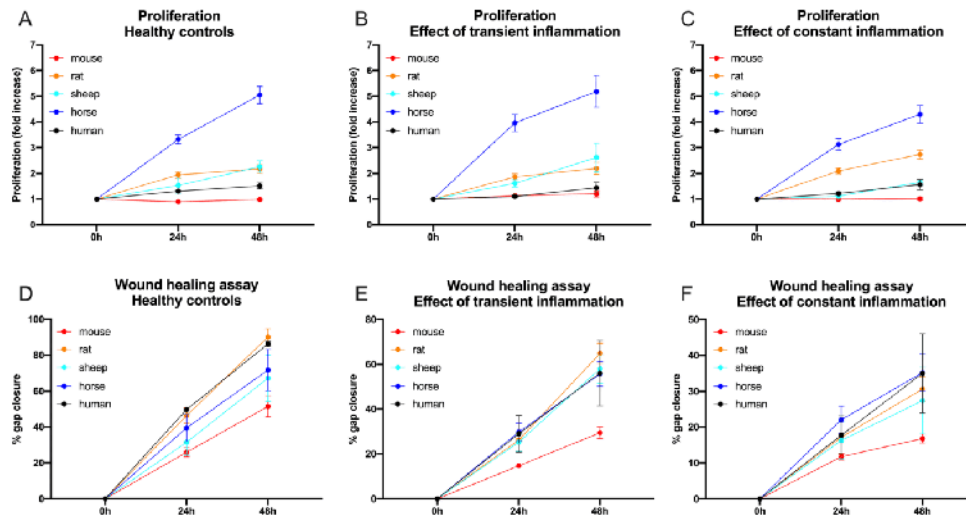 A
Proliferation
Healthy controls
Proliferation (fold increase)
7
6
5
4
3
2
1
0
mouse
rat
sheep
horse
human
0h
24h
48h
B
Proliferation
Effect of transient inflammation
Proliferation (fold increase)
7
6
5
4
3
2
1
0
mouse
rat
sheep
horse
human
0h
24h
48h
C
Proliferation
Effect of constant inflammation
Proliferation (fold increase)
7
6
5
4
3
2
1
0
mouse
rat
sheep
horse
human
0h
24h
48h
D
Wound healing assay
Healthy controls
% gap closure
100
80
60
40
20
0
mouse
rat
sheep
horse
human
0h
24h
48h
E
Wound healing assay
Effect of transient inflammation
% gap closure
80
60
40
20
0
mouse
rat
sheep
horse
human
0h
24h
48h
F
Wound healing assay
Effect of constant inflammation
% gap closure
50
40
30
20
10
0
mouse
rat
sheep
horse
human
0h
24h
48h